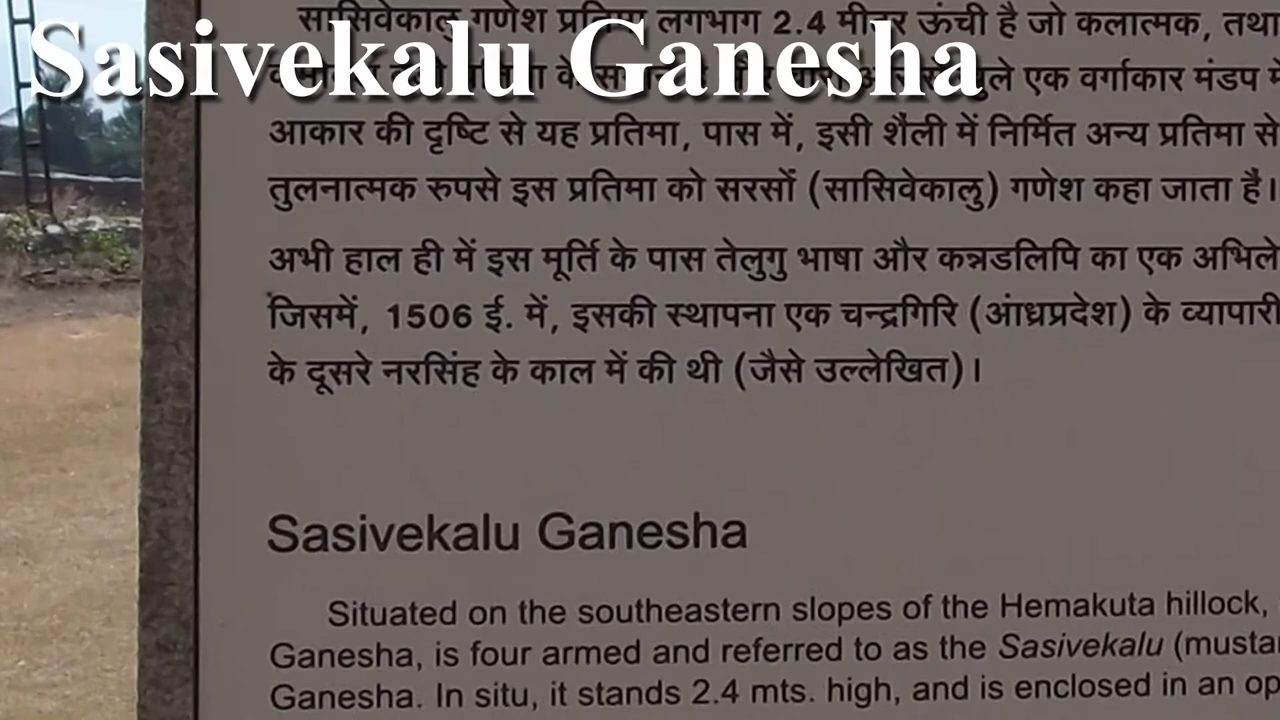 Sasivekalu Ganesha
सासिवेकालु गणेश प्रतिमा लगभग 2.4 मीटर ऊंची है जो कलात्मक, तथा
एक वर्गाकार मंडप में
आकार की दृष्टि से यह प्रतिमा, पास में, इसी शैली में निर्मित अन्य प्रतिमा से
तुलनात्मक रुपसे इस प्रतिमा को सरसों (सासिवेकालु) गणेश कहा जाता है।
अभी हाल ही में इस मूर्ति के पास तेलुगु भाषा और कन्नडलिपि का एक अभिले
जिसमें, 1506 ई. में, इसकी स्थापना एक चन्द्रगिरि (आंध्रप्रदेश) के व्यापारी
के दूसरे नरसिंह के काल में की थी (जैसे उल्लेखित)।
Sasivekalu Ganesha
Situated on the southeastern slopes of the Hemakuta hillock,
Ganesha, is four armed and referred to as the Sasivekalu (mustar
Ganesha. In situ, it stands 2.4 mts. high, and is enclosed in an op